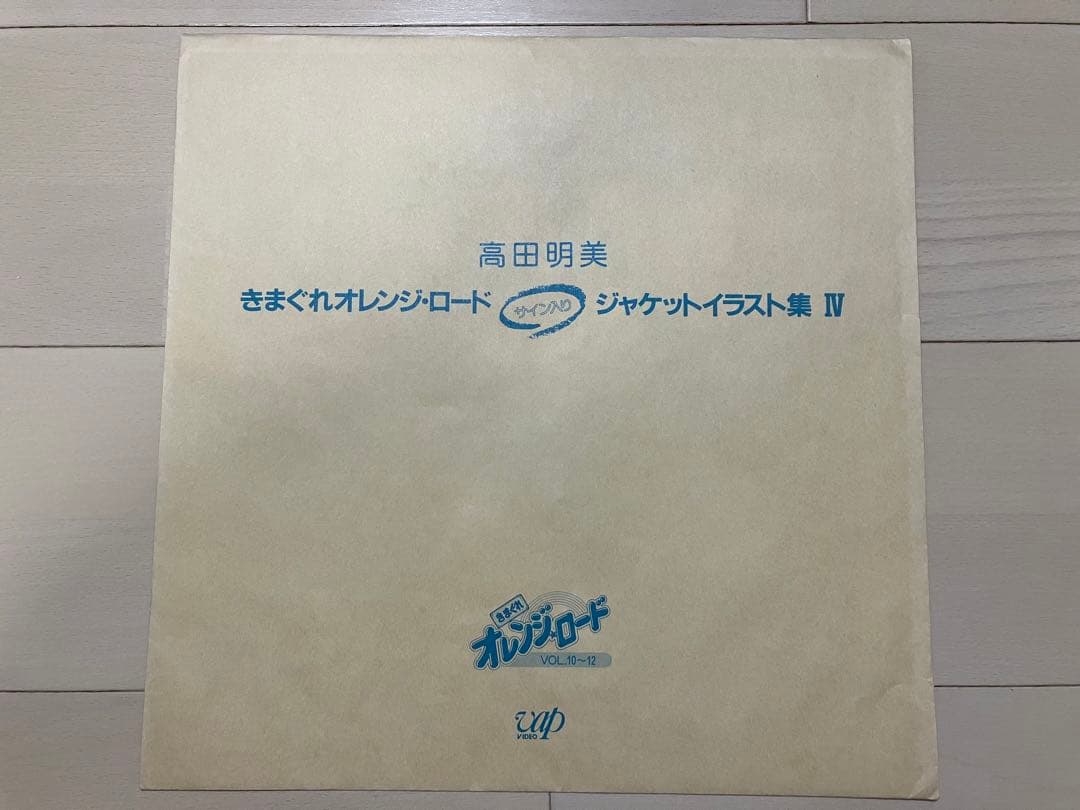 高田明美
きまぐれオレンジ・ロード サイン入り ジャケットイラスト集 Ⅳ
きまぐれ
オレンジ★ロード
VOL.10〜12
vap
VIDEO